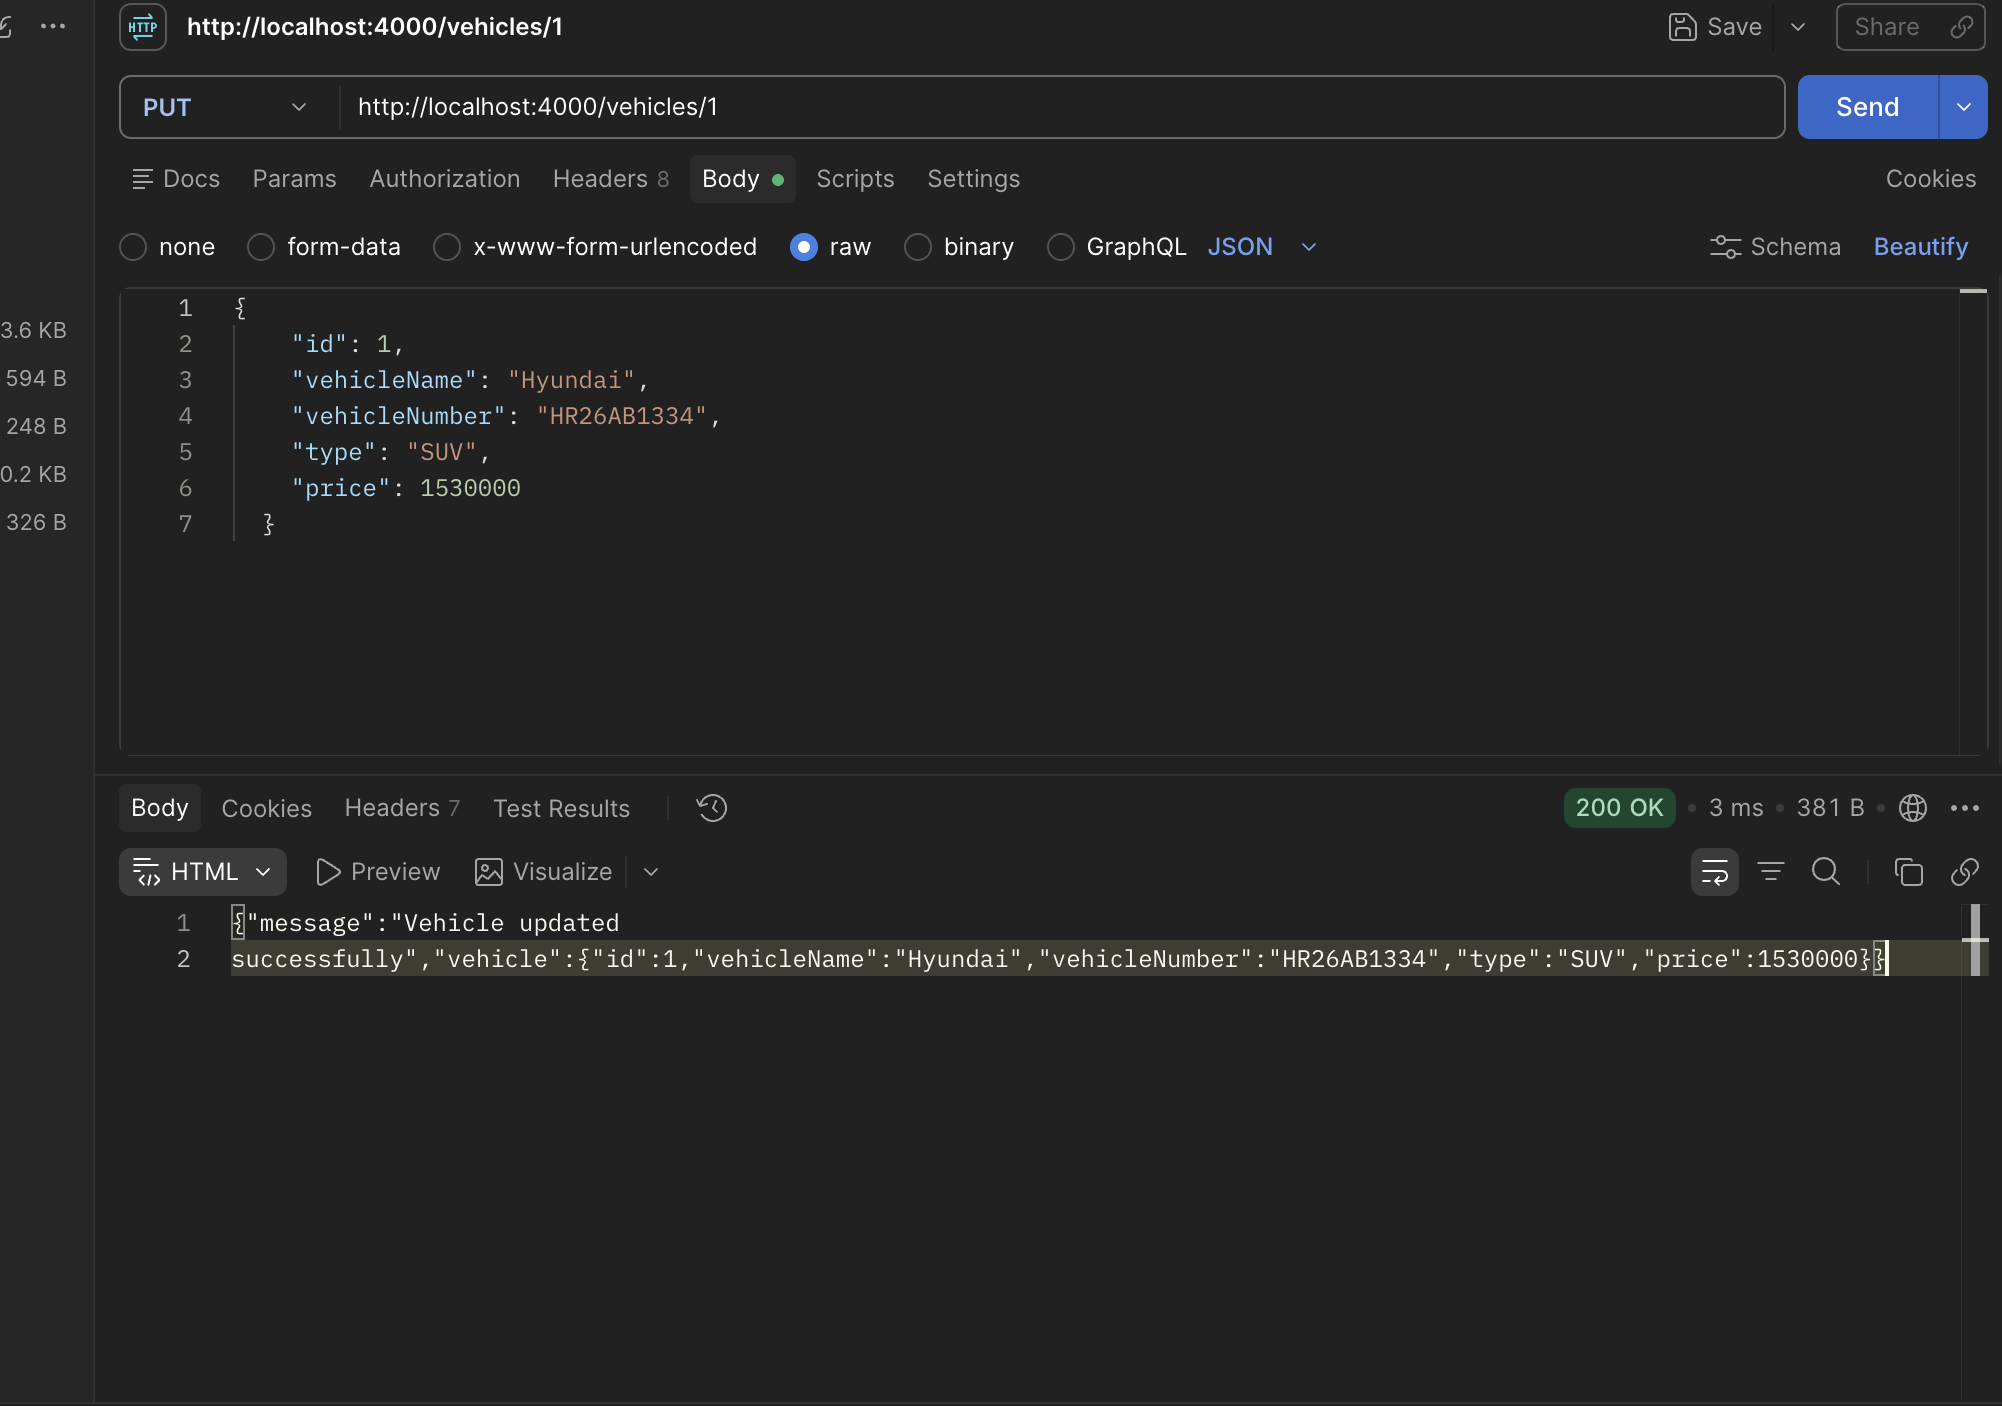 HTTP http://localhost:4000/vehicles/1 Save Share
PUT http://localhost:4000/vehicles/1 Send
Docs Params Authorization Headers 8 Body Scripts Settings Cookies
none form-data x-www-form-urlencoded raw binary GraphQL JSON Schema Beautify
3.6 KB
594 B
248 B
0.2 KB
326 B
1 {
2 "id": 1,
3 "vehicleName": "Hyundai",
4 "vehicleNumber": "HR26AB1334",
5 "type": "SUV",
6 "price": 1530000
7 }
Body Cookies Headers 7 Test Results 200 OK • 3 ms • 381 B •
HTML Preview Visualize
1 {"message":"Vehicle updated
2 successfully","vehicle":{"id":1,"vehicleName":"Hyundai","vehicleNumber":"HR26AB1334","type":"SUV","price":1530000}}